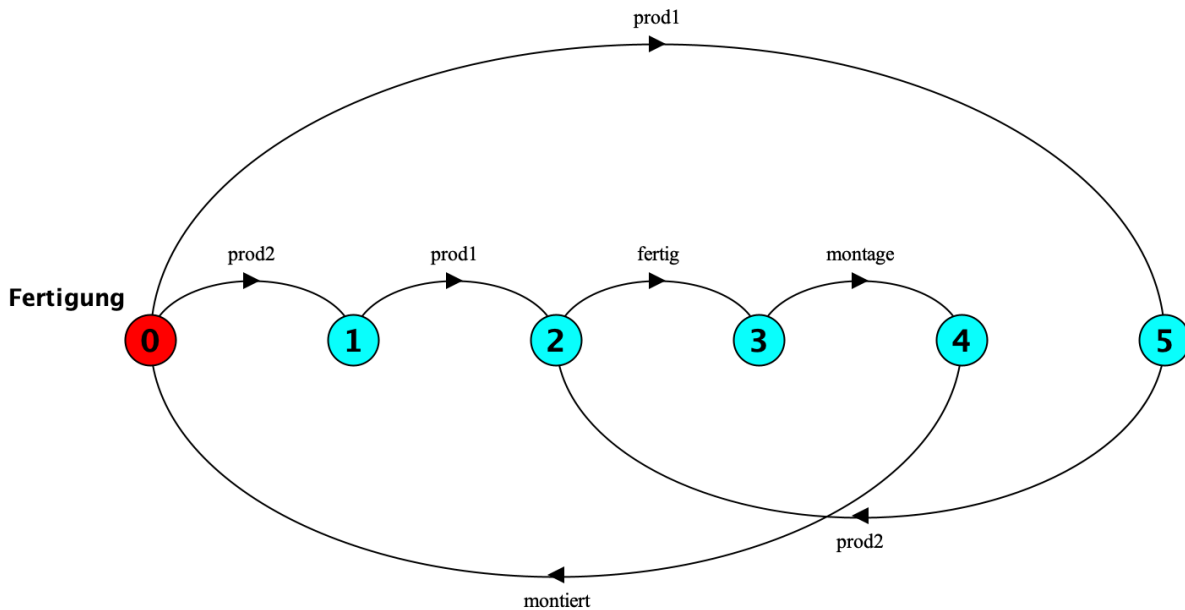 prod1
prod2 prod1 fertig montage
Fertigung
0 1 2 3 4 5
prod2
montiert